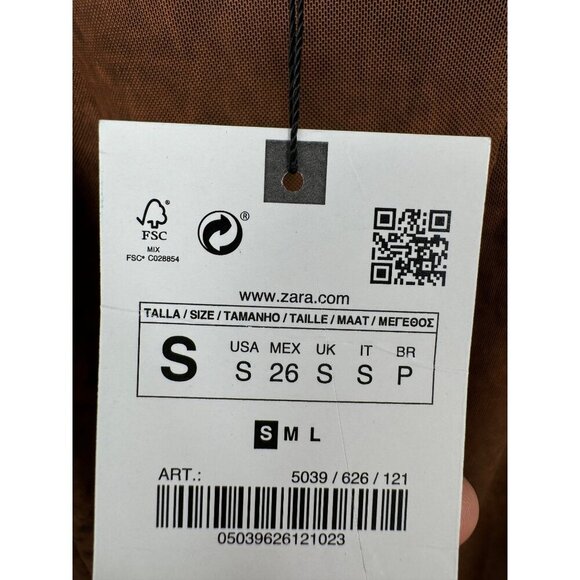 FSC
MIX
FSC® C028854
®
www.zara.com
TALLA / SIZE / TAMANHO / TAILLE / MAAT / ΜΕΓΕΘΟΣ
S
USA MEX UK IT BR
S 26 S S P
S M L
ART.: 5039 / 626 / 121
05039626121023